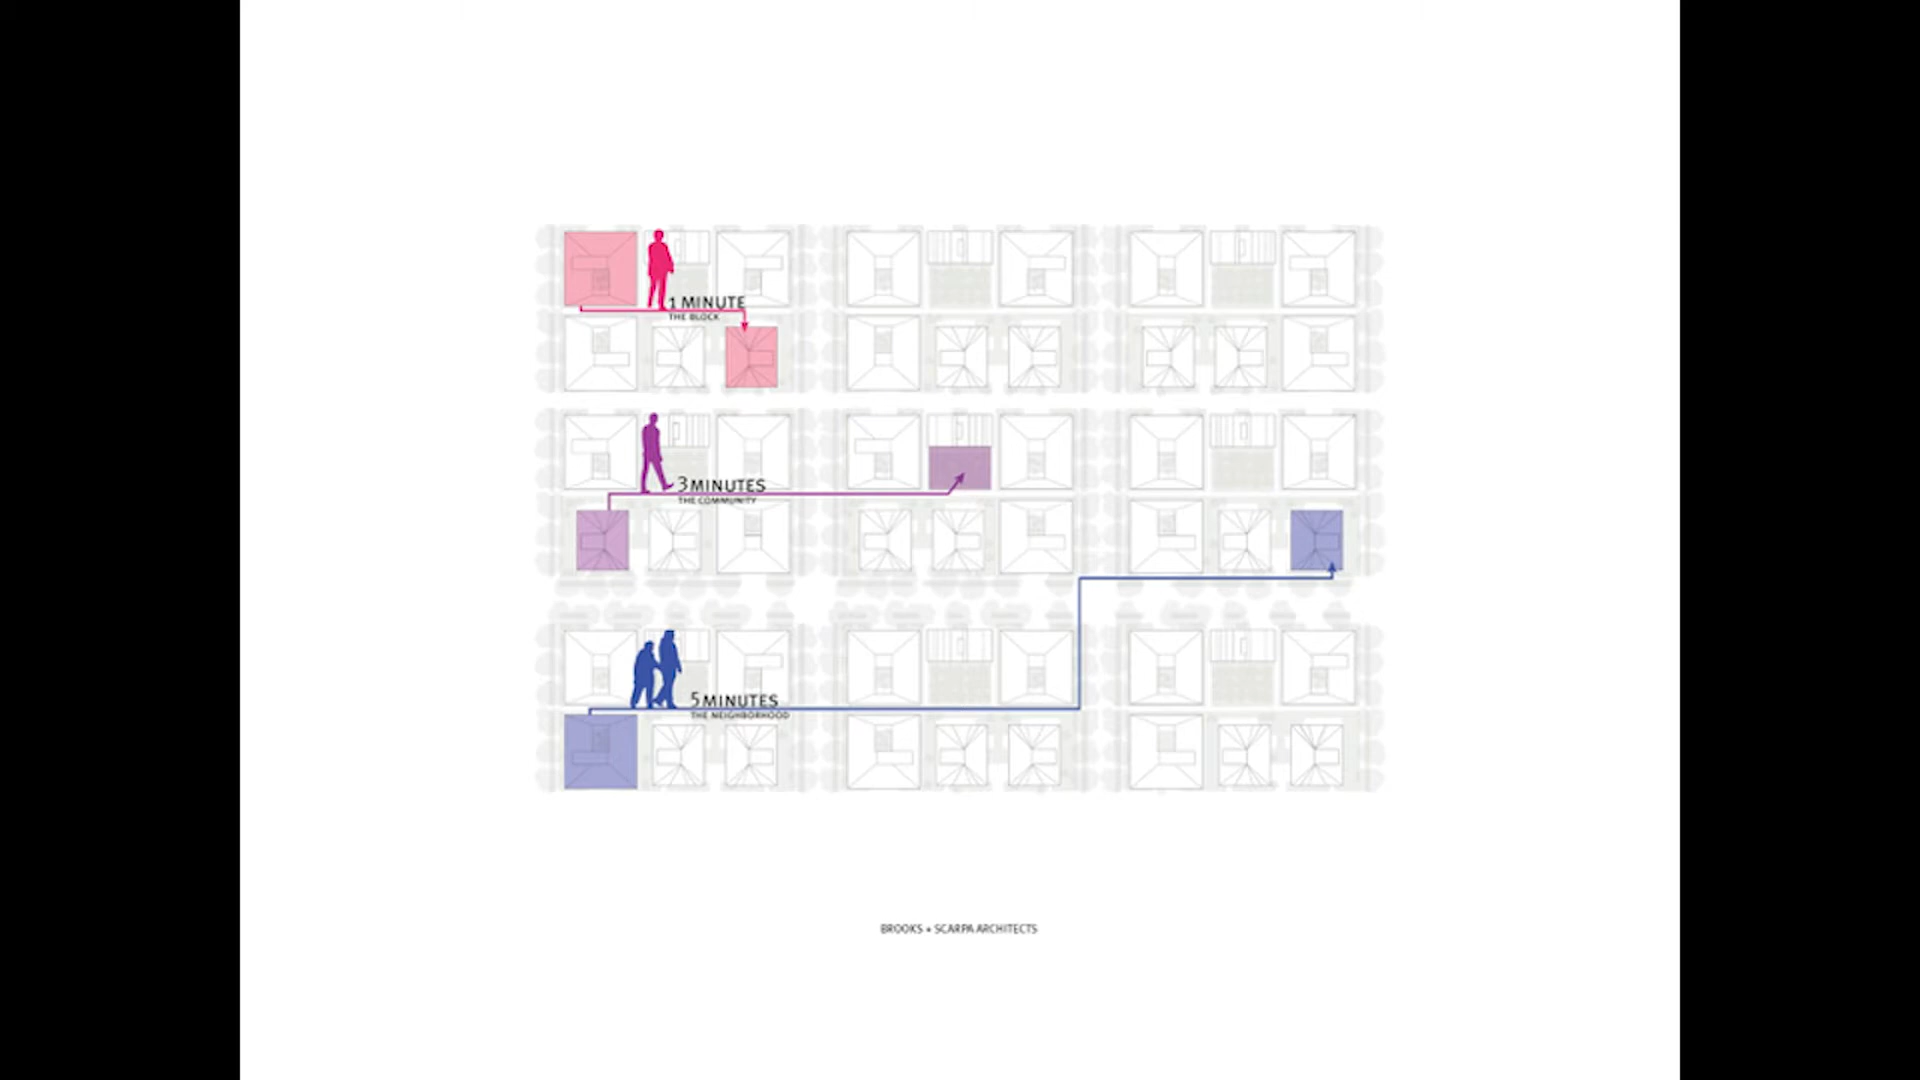 1 MINUTE
THE BLOCK
3 MINUTES
THE COMMUNITY
5 MINUTES
THE NEIGHBORHOOD
BROOKS + SCARPA ARCHITECTS